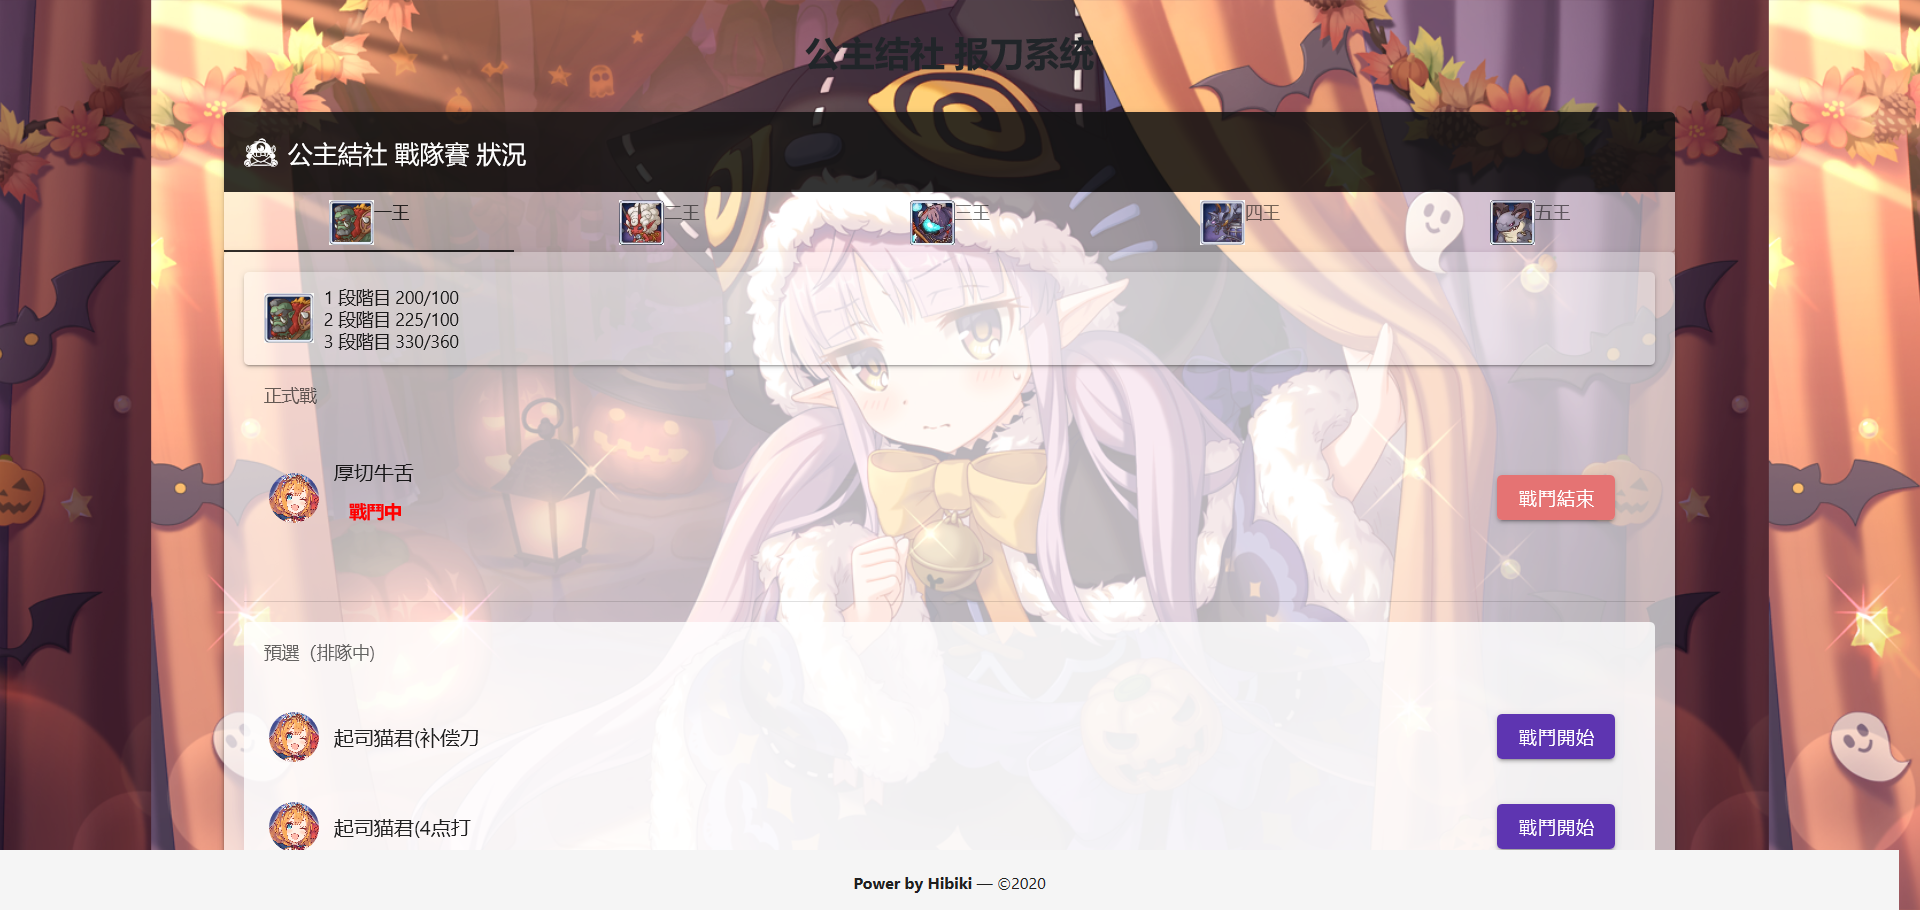 公主结社 报刀系统
公主結社 戰隊賽 狀況
一王
二王
三王
四王
五王
1 段階目 200/100
2 段階目 225/100
3 段階目 330/360
正式戰
厚切牛舌
戰鬥中
戰鬥結束
預選（排隊中)
起司猫君(补偿刀
戰鬥開始
起司猫君(4点打
戰鬥開始
Power by Hibiki — ©2020